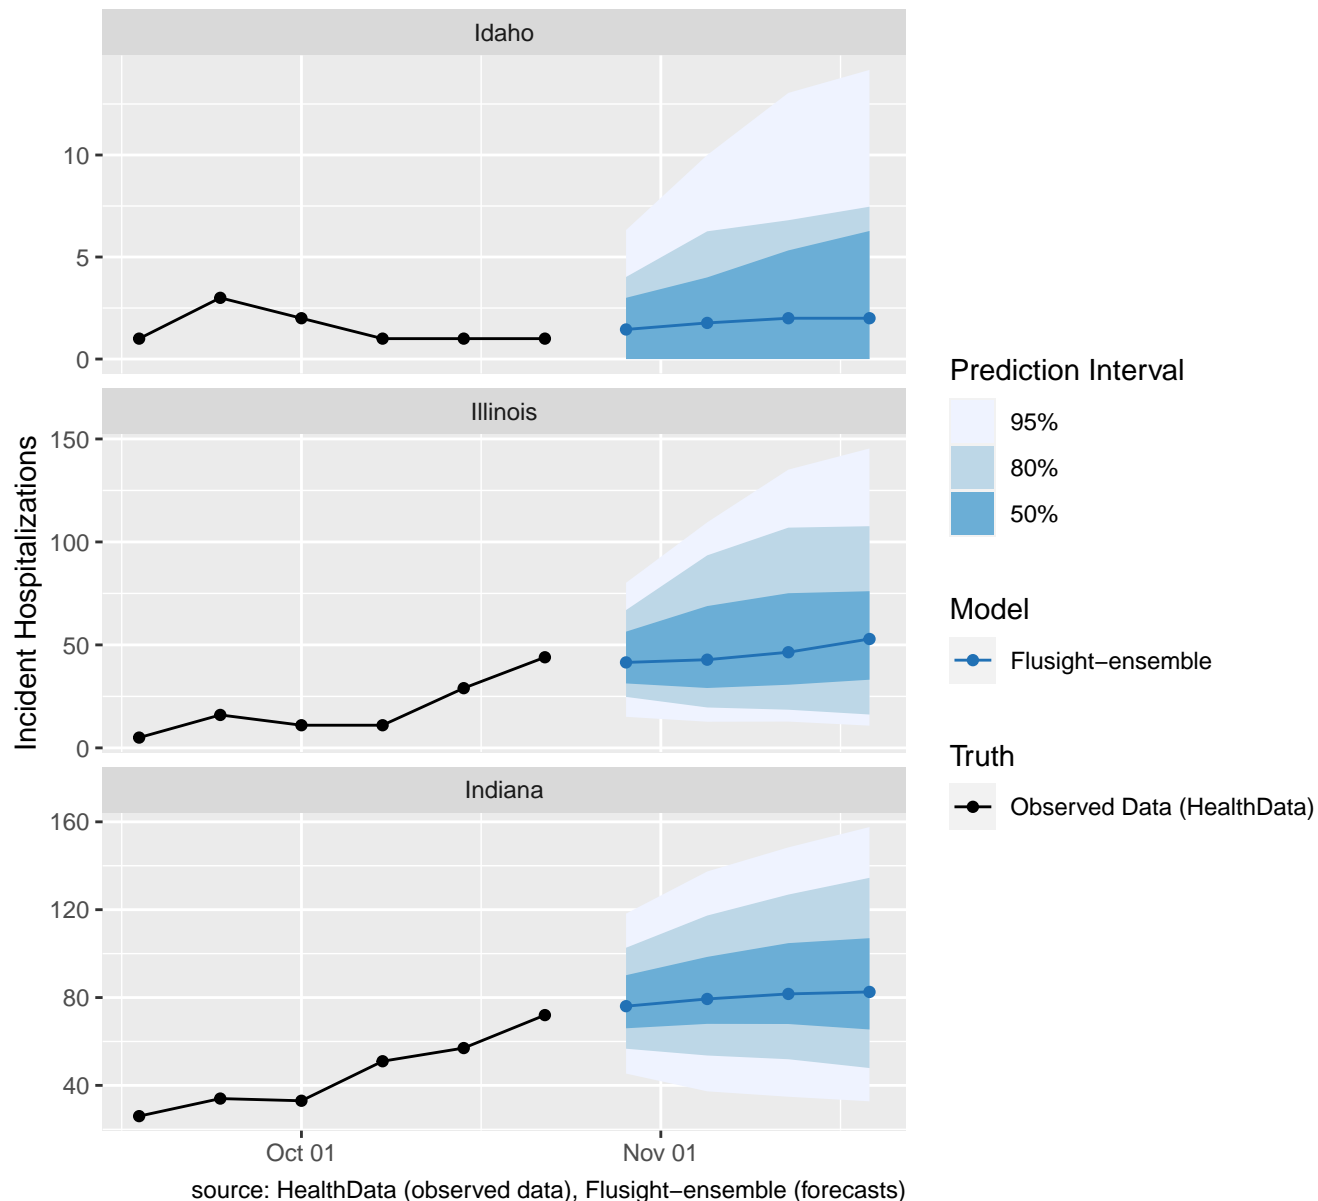 Idaho
10
5
0
Illinois
150
100
50
0
Indiana
160
120
80
40
Oct 01
Nov 01
Incident Hospitalizations
source: HealthData (observed data), Flusight−ensemble (forecasts)
Prediction Interval
95%
80%
50%
Model
Flusight−ensemble
Truth
Observed Data (HealthData)